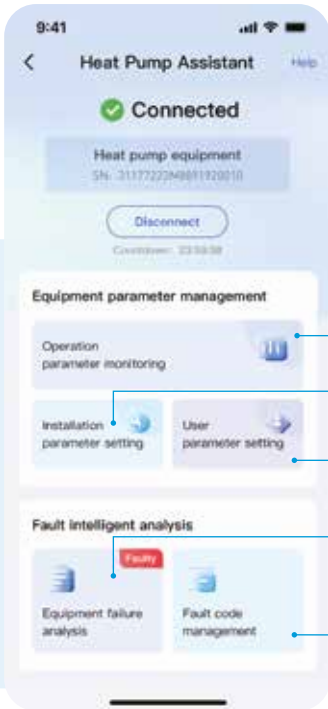 9:41
Heat Pump Assistant Help
Connected
Heat pump equipment
Disconnect
Equipment parameter management
Operation
parameter monitoring
Installation
parameter setting
User
parameter setting
Fault intelligent analysis
Faulty
Equipment failure
analysis
Fault code
management